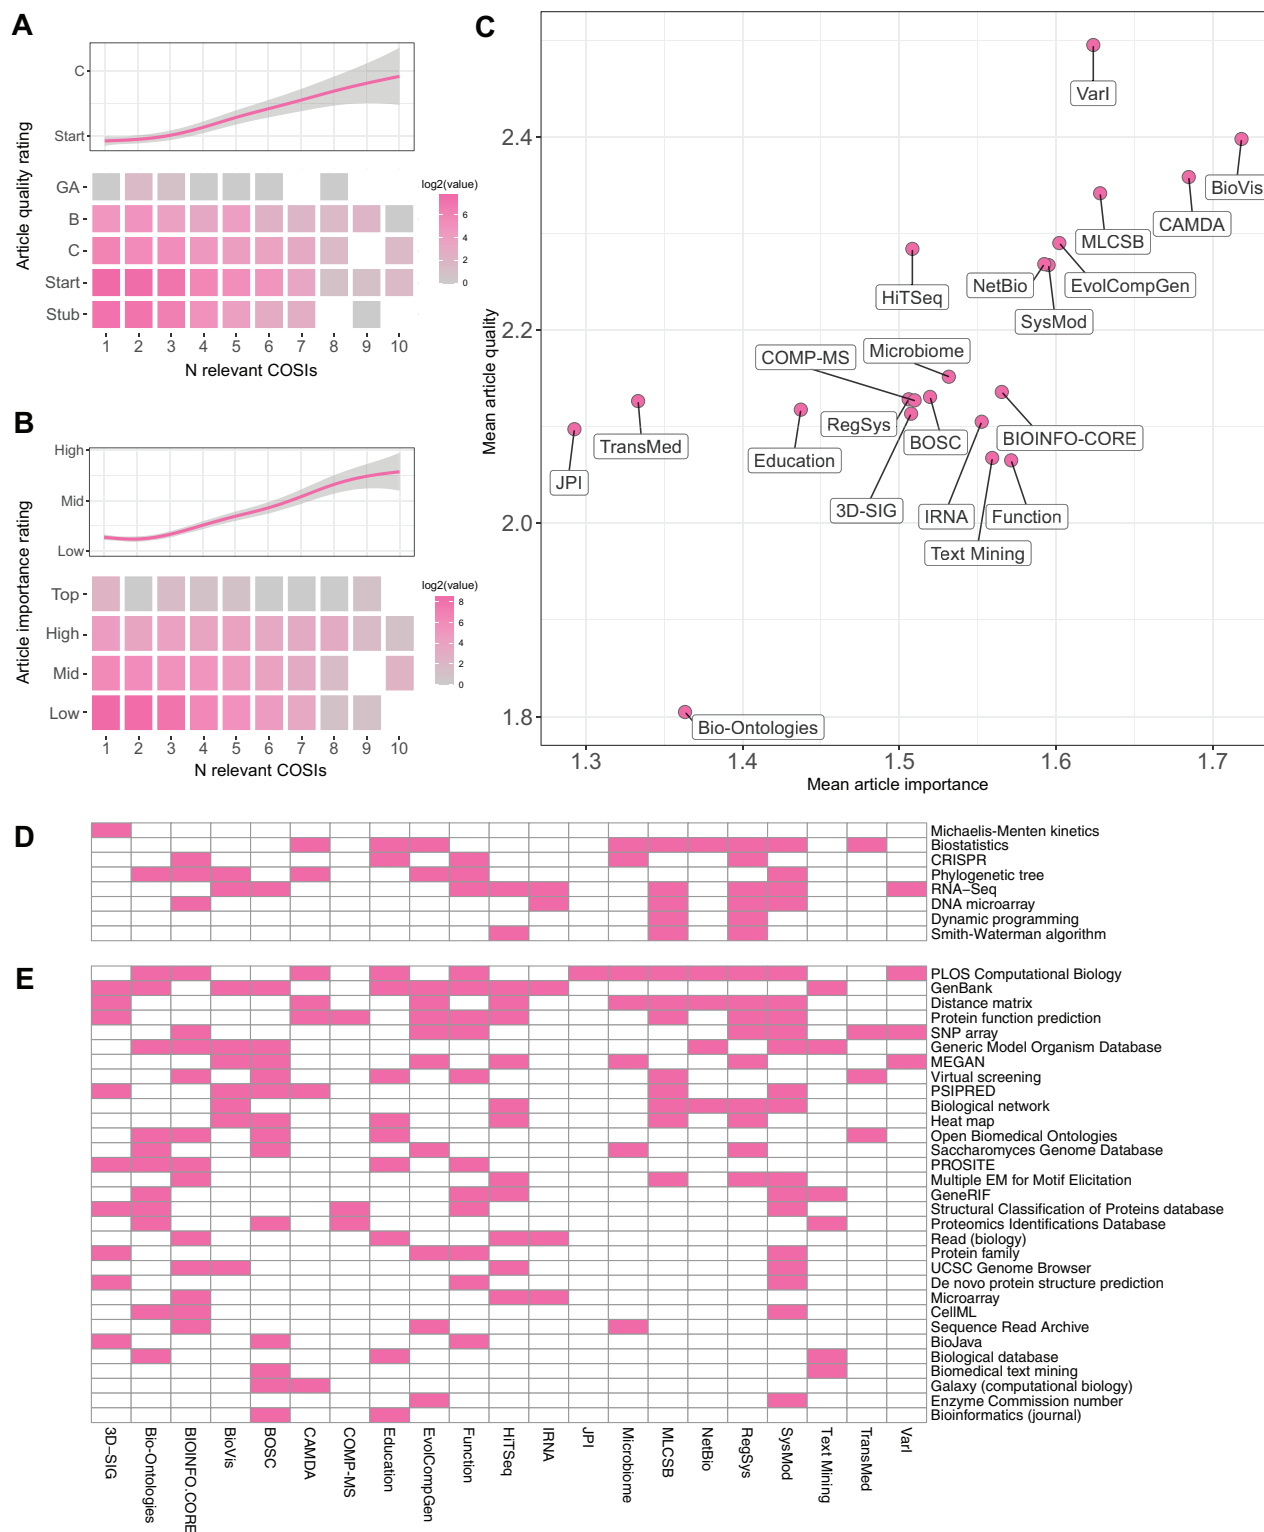 A
Article quality rating
C
Start
GA
B
C
Start
Stub
1 2 3 4 5 6 7 8 9 10
N relevant COSIs
log2(value)
6
4
2
0
B
Article importance rating
High
Mid
Low
Top
High
Mid
Low
1 2 3 4 5 6 7 8 9 10
N relevant COSIs
log2(value)
8
6
4
2
0
C
Mean article quality
2.4
2.2
2.0
1.8
VarI
BioVis
CAMDA
MLCSB
HiTSeq
NetBio
EvolCompGen
SysMod
COMP-MS
Microbiome
TransMed
RegSys
BOSC
BIOINFO-CORE
Education
JPI
3D-SIG
IRNA
Function
Text Mining
Bio-Ontologies
1.3 1.4 1.5 1.6 1.7
Mean article importance
D
Michaelis-Menten kinetics
Biostatistics
CRISPR
Phylogenetic tree
RNA−Seq
DNA microarray
Dynamic programming
Smith-Waterman algorithm
E
PLOS Computational Biology
GenBank
Distance matrix
Protein function prediction
SNP array
Generic Model Organism Database
MEGAN
Virtual screening
PSIPRED
Biological network
Heat map
Open Biomedical Ontologies
Saccharomyces Genome Database
PROSITE
Multiple EM for Motif Elicitation
GeneRIF
Structural Classification of Proteins database
Proteomics Identifications Database
Read (biology)
Protein family
UCSC Genome Browser
De novo protein structure prediction
Microarray
CellML
Sequence Read Archive
BioJava
Biological database
Biomedical text mining
Galaxy (computational biology)
Enzyme Commission number
Bioinformatics (journal)
3D−SIG
Bio-Ontologies
BIOINFO.CORE
BioVis
BOSC
CAMDA
COMP-MS
Education
EvolCompGen
Function
HiTSeq
IRNA
JPI
Microbiome
MLCSB
NetBio
RegSys
SysMod
Text Mining
TransMed
VarI